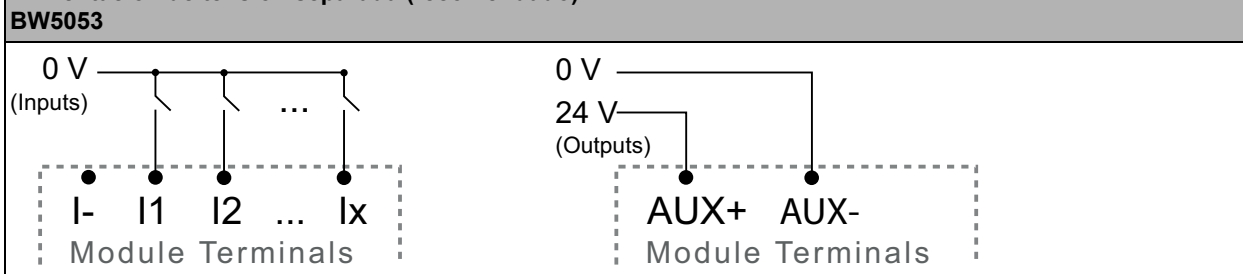 BW5053
0 V
(Inputs)
...
I- I1 I2 ... Ix
Module Terminals
0 V
24 V
(Outputs)
AUX+ AUX-
Module Terminals